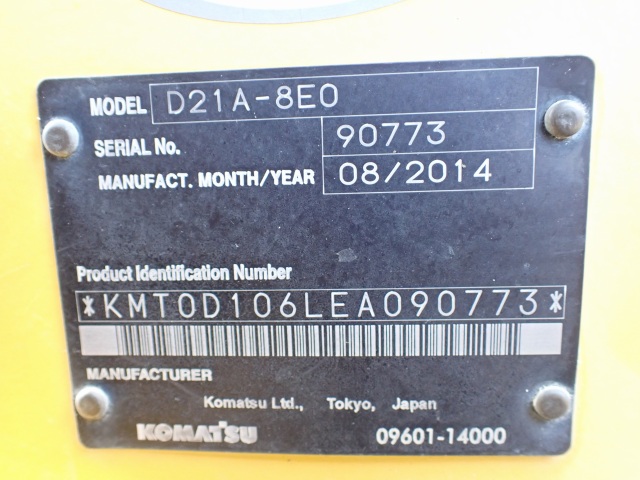 MODEL D21A-8E0
SERIAL No. 90773
MANUFACT. MONTH/YEAR 08/2014
Product Identification Number
*KMT0D106LEA090773*
MANUFACTURER
Komatsu Ltd., Tokyo, Japan
KOMATSU 09601-14000